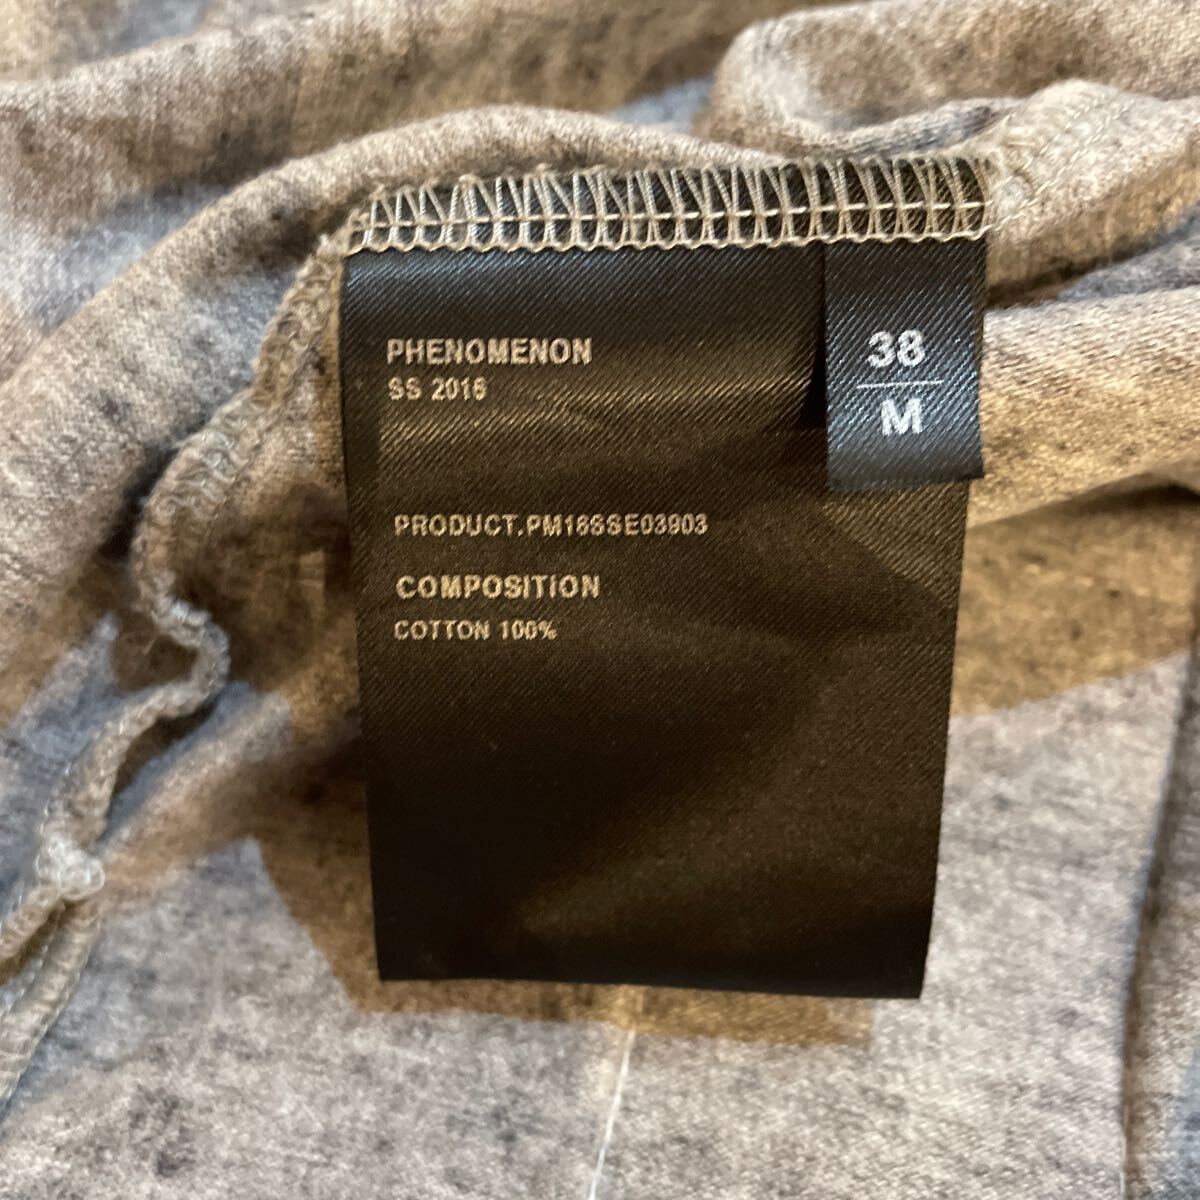 PHENOMENON
SS 2016
38
M
PRODUCT.PM16SSE03903
COMPOSITION
COTTON 100%